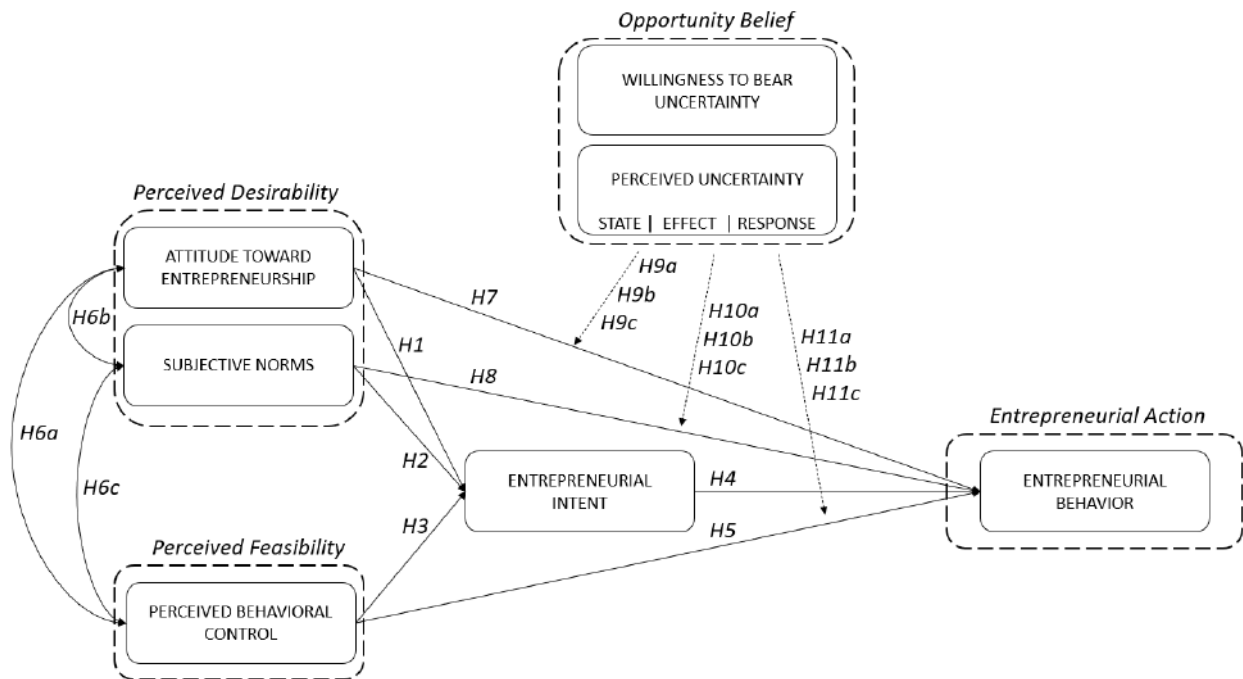 Opportunity Belief
WILLINGNESS TO BEAR
UNCERTAINTY
PERCEIVED UNCERTAINTY
STATE | EFFECT | RESPONSE
Perceived Desirability
ATTITUDE TOWARD
ENTREPRENEURSHIP
SUBJECTIVE NORMS
H6b
H6a
H6c
H7
H1
H8
H2
H3
H9a
H9b
H9c
H10a
H10b
H10c
H11a
H11b
H11c
ENTREPRENEURIAL
INTENT
H4
H5
Entrepreneurial Action
ENTREPRENEURIAL
BEHAVIOR
Perceived Feasibility
PERCEIVED BEHAVIORAL
CONTROL